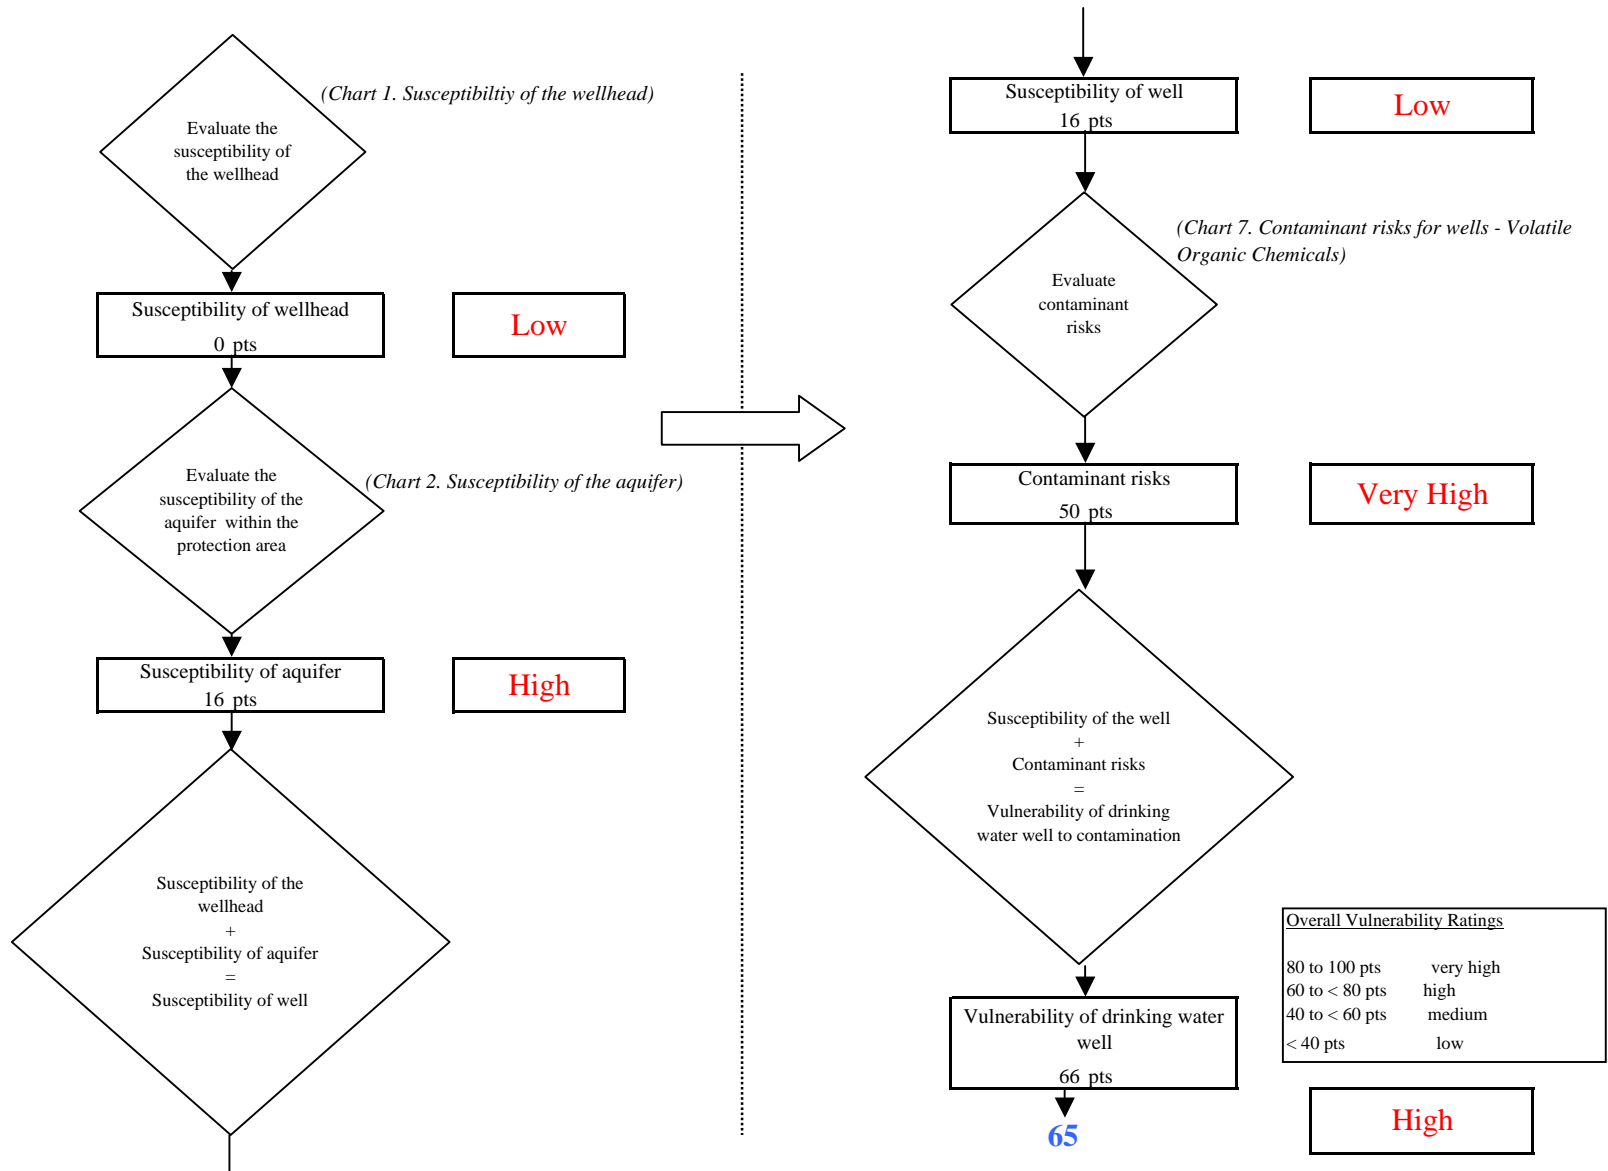 (Chart 1. Susceptibiltiy of the wellhead)
Evaluate the
susceptibility of
the wellhead
Susceptibility of wellhead
0 pts
Low
Evaluate the
susceptibility of the
aquifer within the
protection area
(Chart 2. Susceptibility of the aquifer)
Susceptibility of aquifer
16 pts
High
Susceptibility of the
wellhead
+
Susceptibility of aquifer
=
Susceptibility of well
Susceptibility of well
16 pts
Low
(Chart 7. Contaminant risks for wells - Volatile
Organic Chemicals)
Evaluate
contaminant
risks
Contaminant risks
50 pts
Very High
Susceptibility of the well
+
Contaminant risks
=
Vulnerability of drinking
water well to contamination
Overall Vulnerability Ratings
80 to 100 pts very high
60 to < 80 pts high
40 to < 60 pts medium
< 40 pts low
Vulnerability of drinking water
well
66 pts
65
High